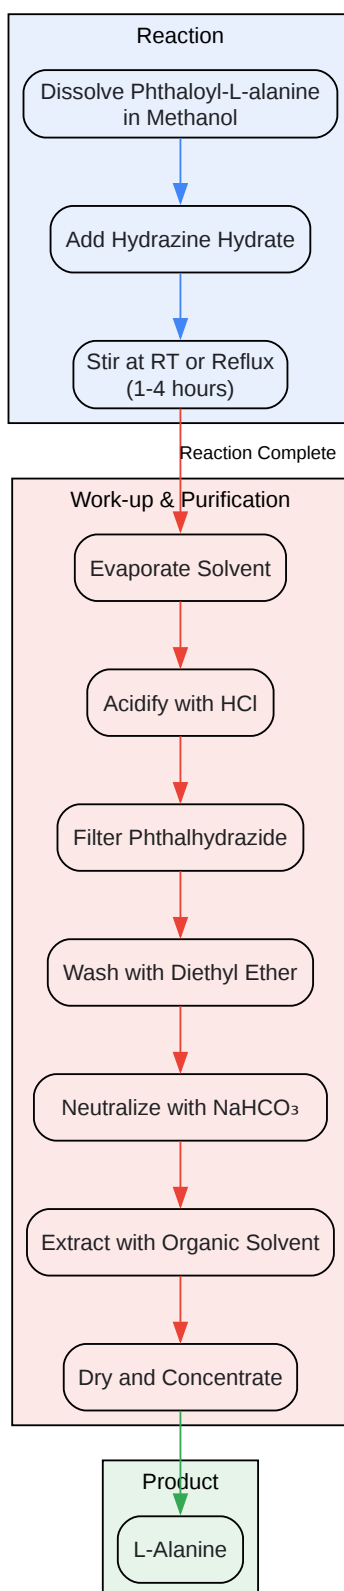 Reaction
Dissolve Phthaloyl-L-alanine
in Methanol
Add Hydrazine Hydrate
Stir at RT or Reflux
(1-4 hours)
Reaction Complete
Work-up & Purification
Evaporate Solvent
Acidify with HCl
Filter Phthalhydrazide
Wash with Diethyl Ether
Neutralize with NaHCO₃
Extract with Organic Solvent
Dry and Concentrate
Product
L-Alanine